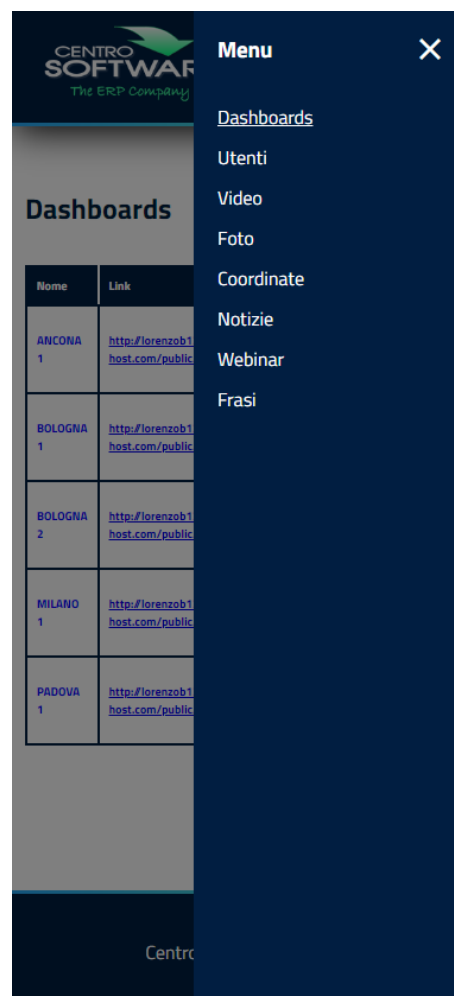 CENTRO
SOFTWAR
The ERP Company
Menu
Dashboards
Utenti
Video
Foto
Coordinate
Notizie
Webinar
Frasi
Dashboards
Nome Link
ANCONA
1
http://lorenzob1
host.com/public
BOLOGNA
1
http://lorenzob1
host.com/public
BOLOGNA
2
http://lorenzob1
host.com/public
MILANO
1
http://lorenzob1
host.com/public
PADOVA
1
http://lorenzob1
host.com/public
Centro